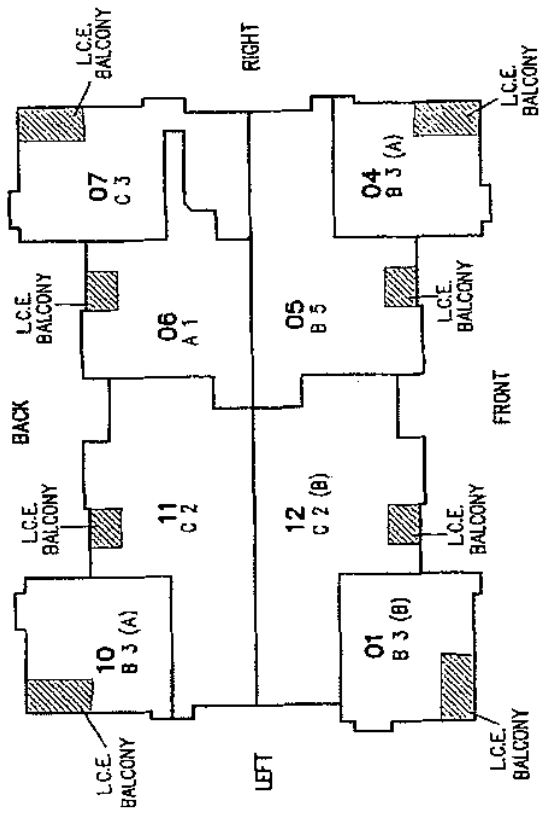 BACK
L.C.E.
BALCONY
L.C.E.
BALCONY
L.C.E.
BALCONY
L.C.E.
BALCONY
10
B 3 (A)
11
C 2
06
A 1
07
C 3
LEFT
RIGHT
12
C 2 (B)
05
B 5
01
B 3 (B)
04
B 3 (A)
L.C.E.
BALCONY
L.C.E.
BALCONY
L.C.E.
BALCONY
L.C.E.
BALCONY
FRONT